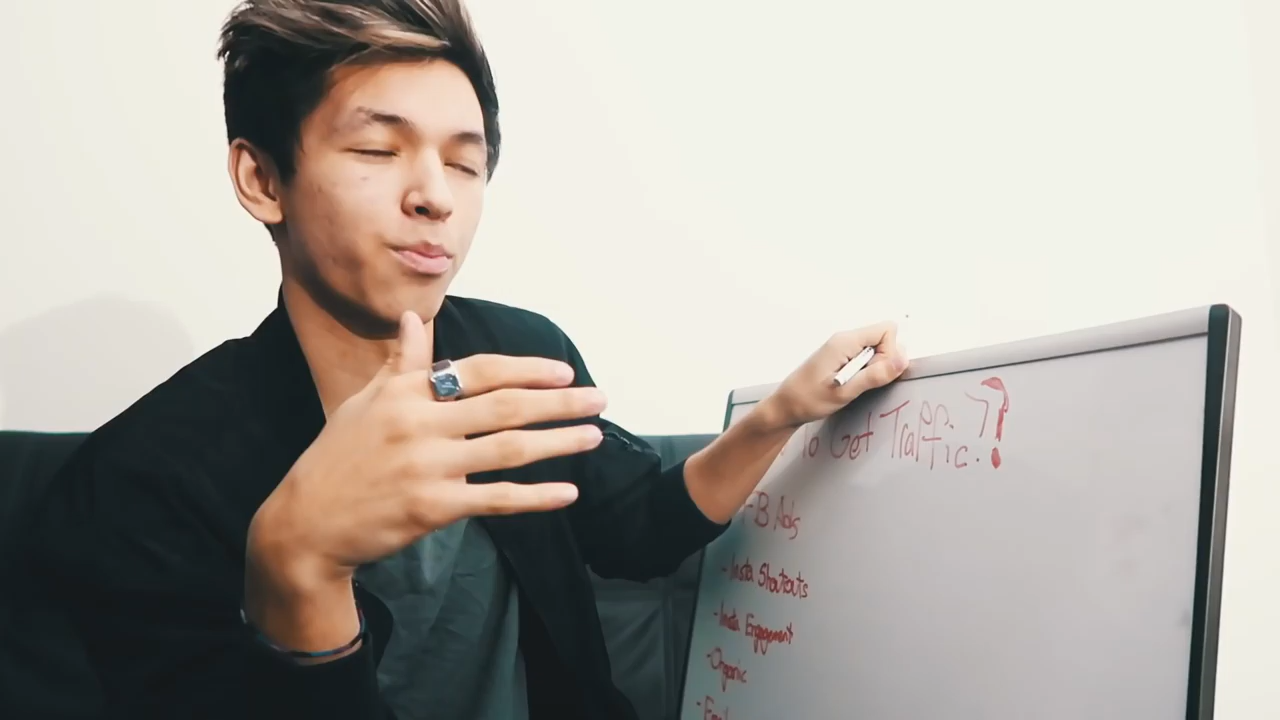 To Get Traffic.?!
FB Ads
- Insta Shoutouts
- Insta Engagement
- Organic